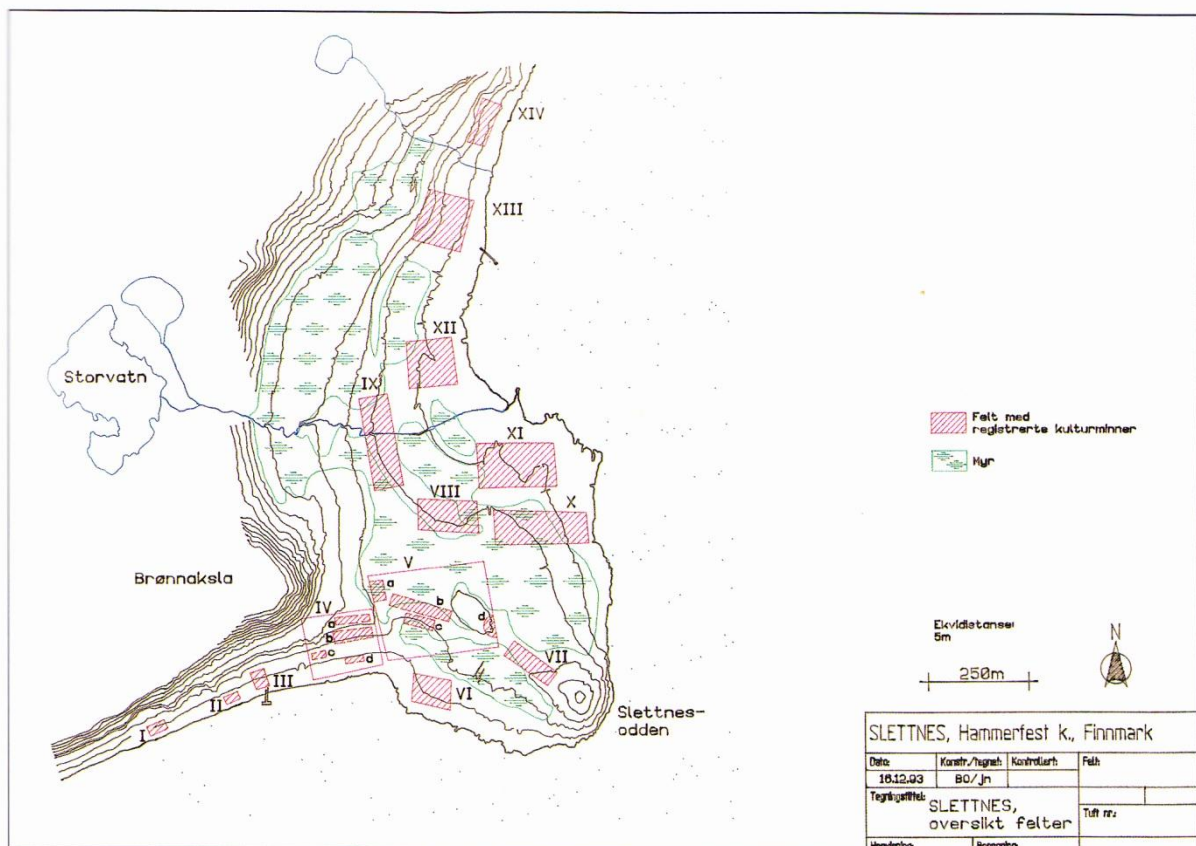 XIV
XIII
XII
Storvatn
IX
XI
VIII
X
Brønnaksla
V
a
b
c
d
IV
a
b
c
d
VII
III
II
VI
I
Slettnes-
odden
Felt med
registrerte kulturminner
Myr
Ekvidistanse:
5m
N
250m
SLETTNES, Hammerfest k., Finnmark
Dato: Konstr./tegnet: Kontrollert: Felt:
16.12.93 BO/jn
Tegningstittel:
SLETTNES,
oversikt felter
Tuft nr.: